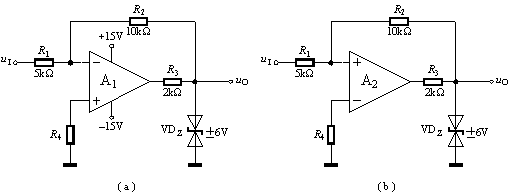 R2
10kΩ
+15V
uI
R1
5kΩ
−
A1
+
R3
2kΩ
uO
−15V
R4
VDZ
±6V
( a )
R2
10kΩ
uI
R1
5kΩ
+
A2
−
R3
2kΩ
uO
R4
VDZ
±6V
( b )